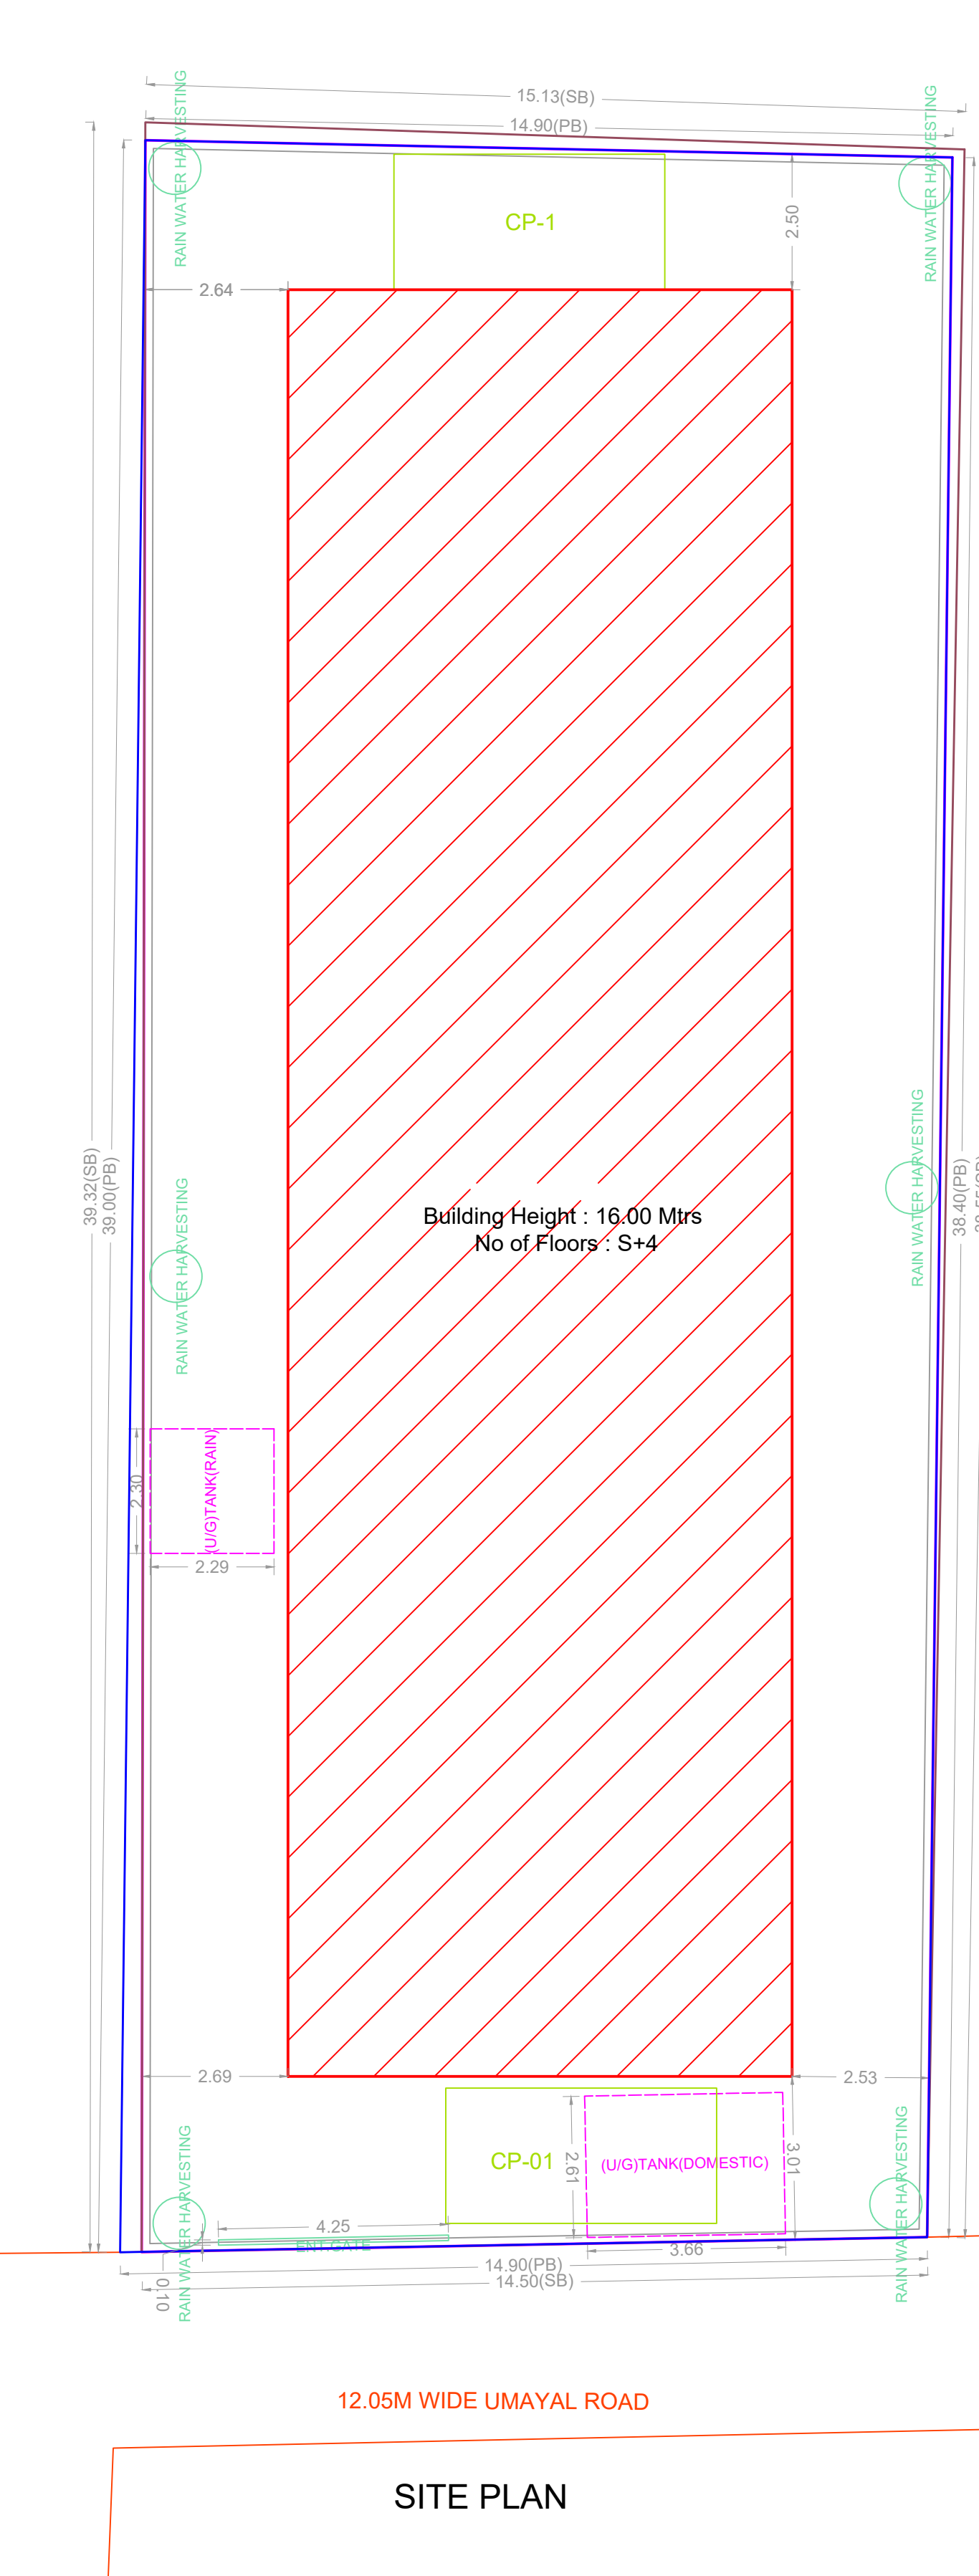 15.13(SB)
14.90(PB)
RAIN WATER HARVESTING
RAIN WATER HARVESTING
CP-1
2.50
2.64
39.32(SB)
39.00(PB)
38.40(PB)
RAIN WATER HARVESTING
RAIN WATER HARVESTING
Building Height : 16.00 Mtrs
No of Floors : S+4
(U/G)TANK(RAIN)
2.30
2.29
2.69
2.53
CP-01
2.61
(U/G)TANK(DOMESTIC)
3.01
RAIN WATER HARVESTING
RAIN WATER HARVESTING
4.25
ENT.GATE
3.66
14.90(PB)
14.50(SB)
0.10
12.05M WIDE UMAYAL ROAD
SITE PLAN